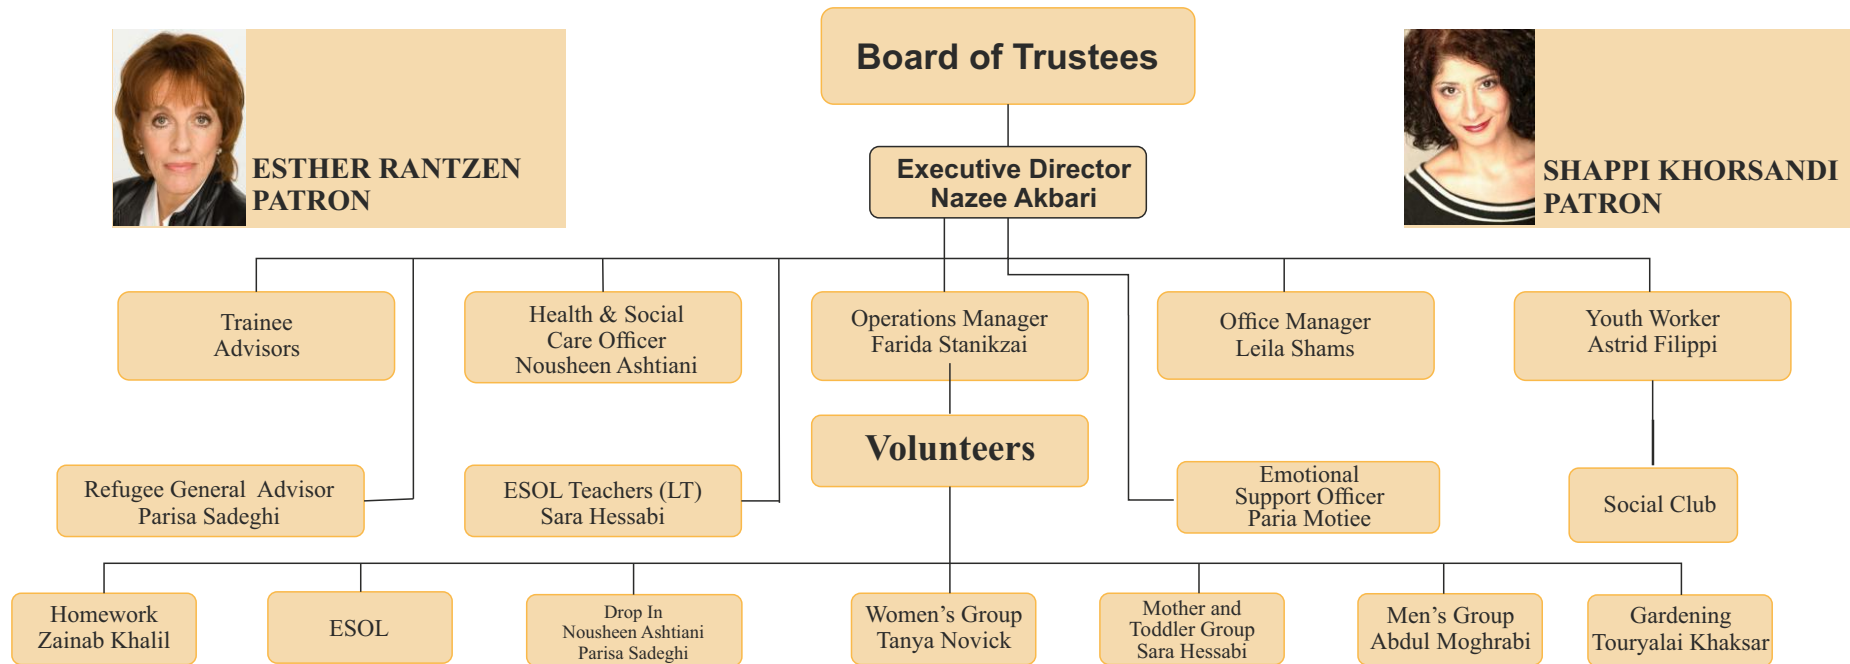 Board of Trustees
ESTHER RANTZEN
PATRON
Executive Director
Nazee Akbari
SHAPPI KHORSANDI
PATRON
Trainee
Advisors
Health & Social
Care Officer
Nousheen Ashtiani
Operations Manager
Farida Stanikzai
Office Manager
Leila Shams
Youth Worker
Astrid Filippi
Volunteers
Refugee General Advisor
Parisa Sadeghi
ESOL Teachers (LT)
Sara Hessabi
Emotional
Support Officer
Paria Motiee
Social Club
Homework
Zainab Khalil
ESOL
Drop In
Nousheen Ashtiani
Parisa Sadeghi
Women's Group
Tanya Novick
Mother and
Toddler Group
Sara Hessabi
Men's Group
Abdul Moghrabi
Gardening
Touryalai Khaksar